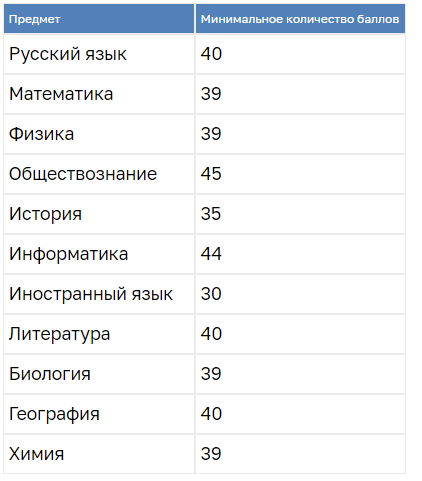 Предмет Минимальное количество баллов
Русский язык 40
Математика 39
Физика 39
Обществознание 45
История 35
Информатика 44
Иностранный язык 30
Литература 40
Биология 39
География 40
Химия 39